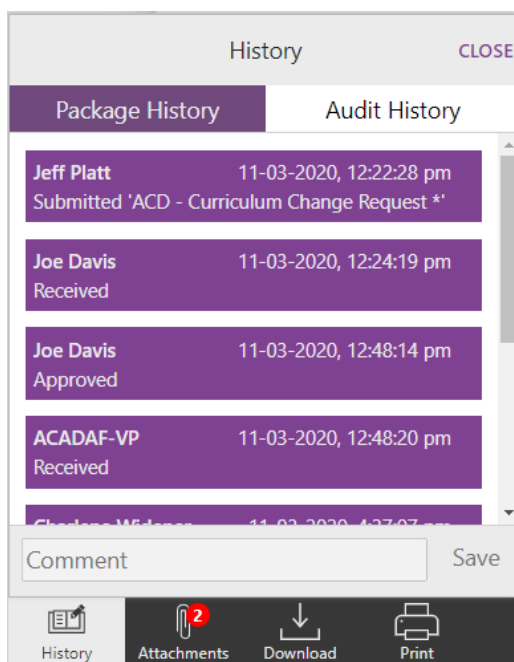 History
CLOSE
Package History
Audit History
Jeff Platt 11-03-2020, 12:22:28 pm
Submitted 'ACD - Curriculum Change Request *'
Joe Davis 11-03-2020, 12:24:19 pm
Received
Joe Davis 11-03-2020, 12:48:14 pm
Approved
ACADAF-VP 11-03-2020, 12:48:20 pm
Received
Comment
Save
2
History
Attachments
Download
Print